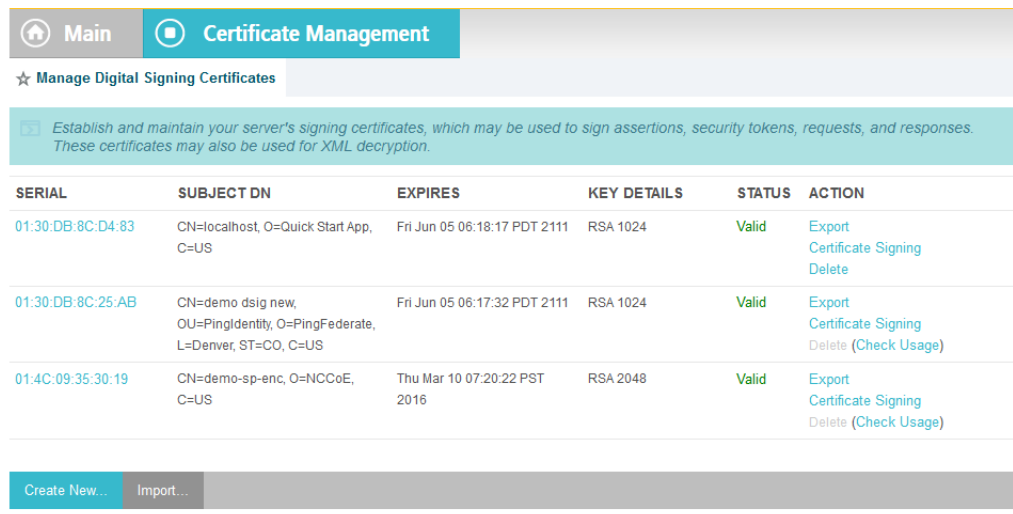 Main Certificate Management
Manage Digital Signing Certificates
Establish and maintain your server's signing certificates, which may be used to sign assertions, security tokens, requests, and responses.
These certificates may also be used for XML decryption.
SERIAL SUBJECT DN EXPIRES KEY DETAILS STATUS ACTION
01:30:DB:8C:D4:83 CN=localhost, O=Quick Start App, Fri Jun 05 06:18:17 PDT 2111 RSA 1024 Valid Export
C=US Certificate Signing
Delete
01:30:DB:8C:25:AB CN=demo dsig new, Fri Jun 05 06:17:32 PDT 2111 RSA 1024 Valid Export
OU=PingIdentity, O=PingFederate, Certificate Signing
L=Denver, ST=CO, C=US Delete (Check Usage)
01:4C:09:35:30:19 CN=demo-sp-enc, O=NCCoE, Thu Mar 10 07:20:22 PST RSA 2048 Valid Export
C=US 2016 Certificate Signing
Delete (Check Usage)
Create New... Import...